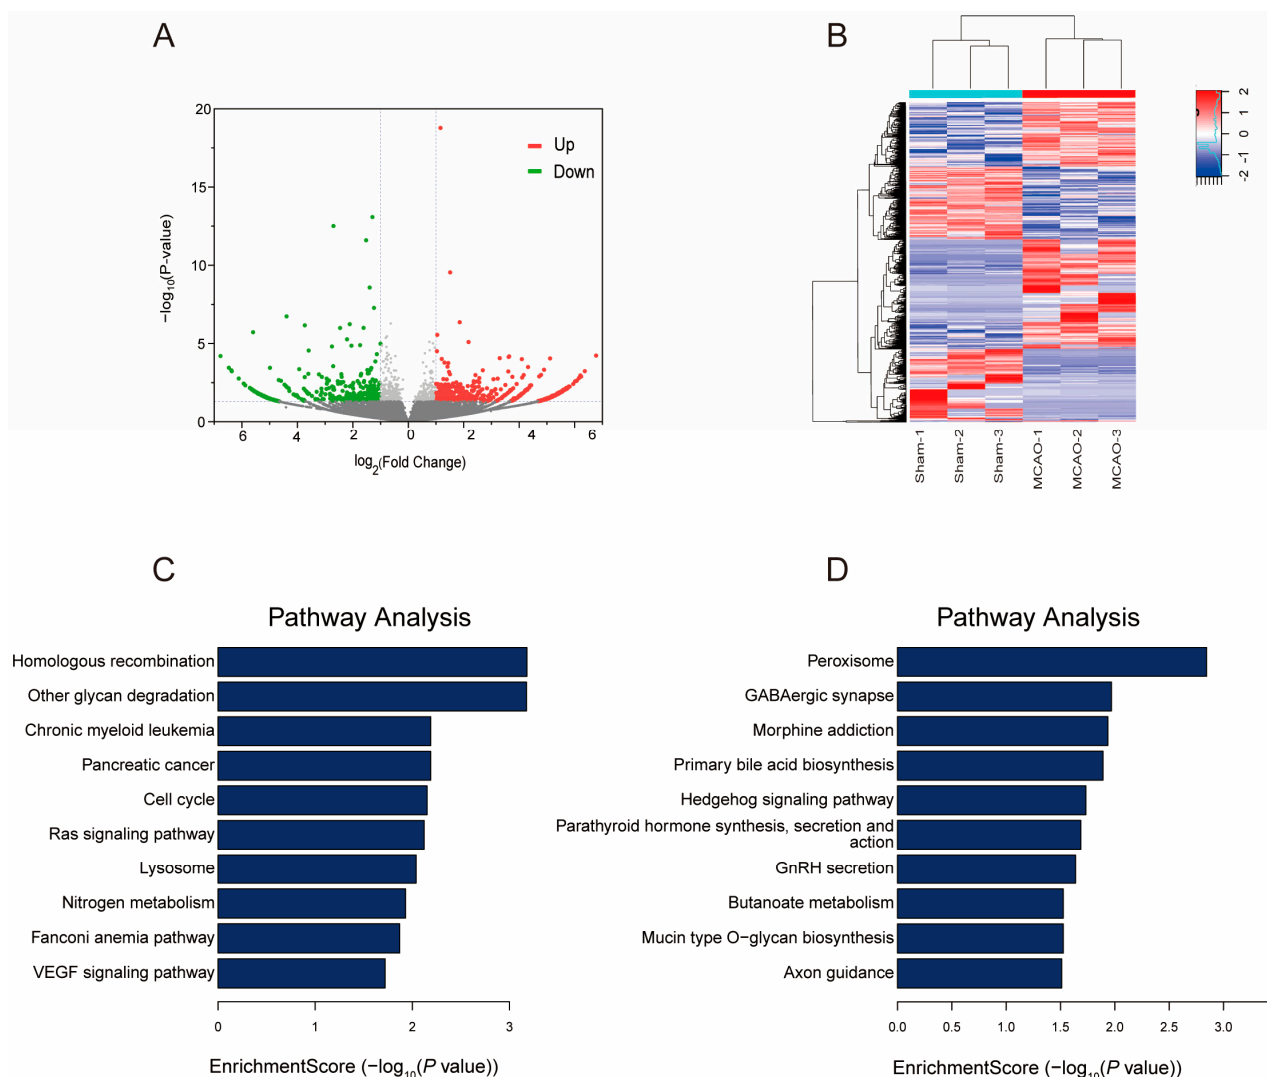 A
B
20
15
10
5
0
−log10(P-value)
Up
Down
6
4
2
0
2
4
6
log2(Fold Change)
2
1
0
-1
-2
Sham-1
Sham-2
Sham-3
MCAO-1
MCAO-2
MCAO-3
C
Pathway Analysis
Homologous recombination
Other glycan degradation
Chronic myeloid leukemia
Pancreatic cancer
Cell cycle
Ras signaling pathway
Lysosome
Nitrogen metabolism
Fanconi anemia pathway
VEGF signaling pathway
0 1 2 3
EnrichmentScore (−log10(P value))
D
Pathway Analysis
Peroxisome
GABAergic synapse
Morphine addiction
Primary bile acid biosynthesis
Hedgehog signaling pathway
Parathyroid hormone synthesis, secretion and
action
GnRH secretion
Butanoate metabolism
Mucin type O−glycan biosynthesis
Axon guidance
0.0 0.5 1.0 1.5 2.0 2.5 3.0
EnrichmentScore (−log10(P value))